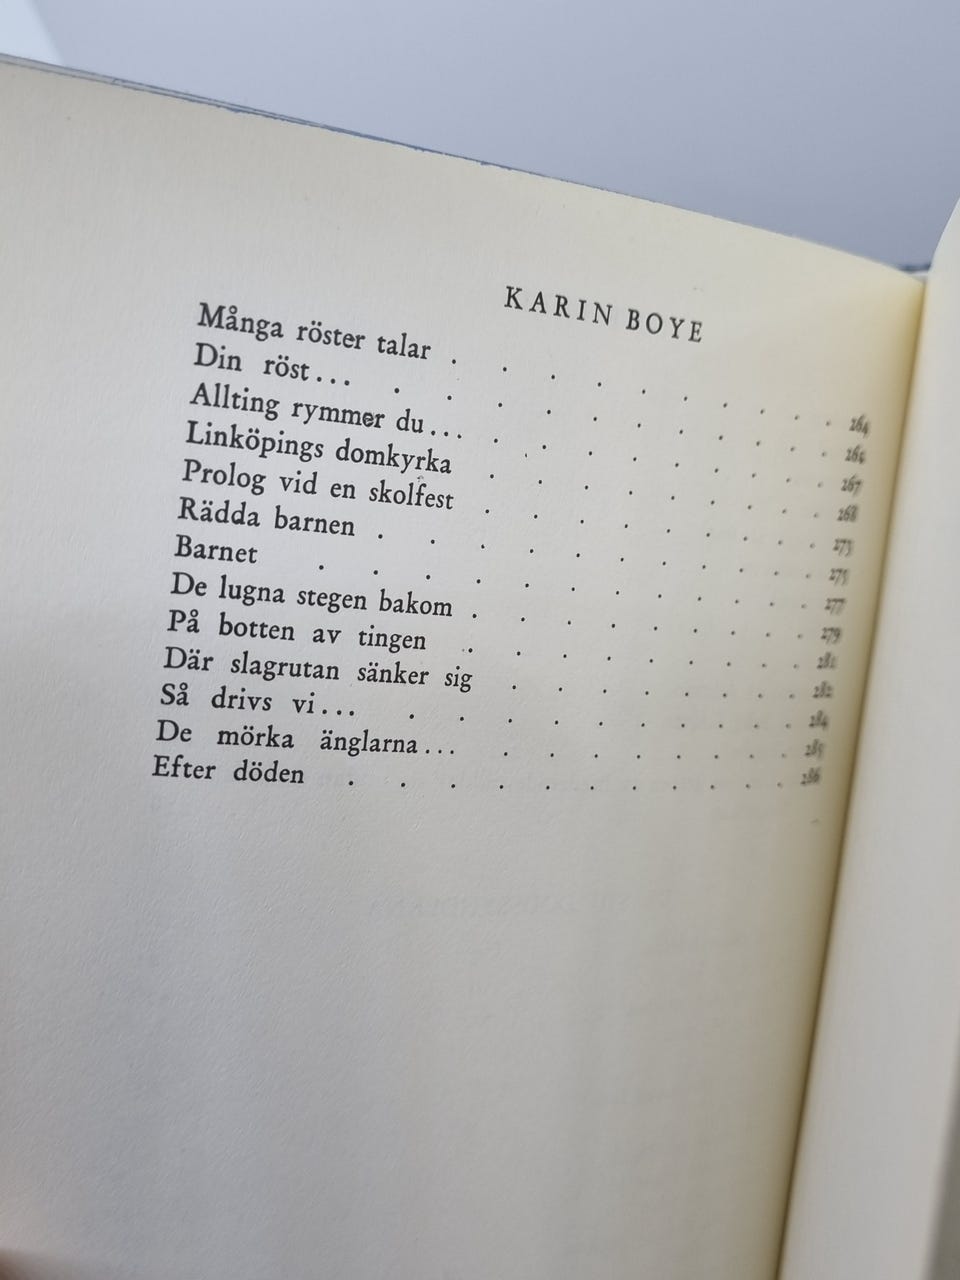 KARIN BOYE
Många röster talar . . . . . . . . . 264
Din röst... . . . . . . . . . .
Allting rymmer du... . . . . . . . . 267
Linköpings domkyrka . . . . . . . . 268
Prolog vid en skolfest . . . . . . . . 273
Rädda barnen . . . . . . . . . . 275
Barnet . . . . . . . . . . . 277
De lugna stegen bakom . . . . . . . . 279
På botten av tingen . . . . . . . . 281
Där slagrutan sänker sig . . . . . . . 282
Så drivs vi... . . . . . . . . . 284
De mörka änglarna... . . . . . . . 285
Efter döden . . . . . . . . . . 286